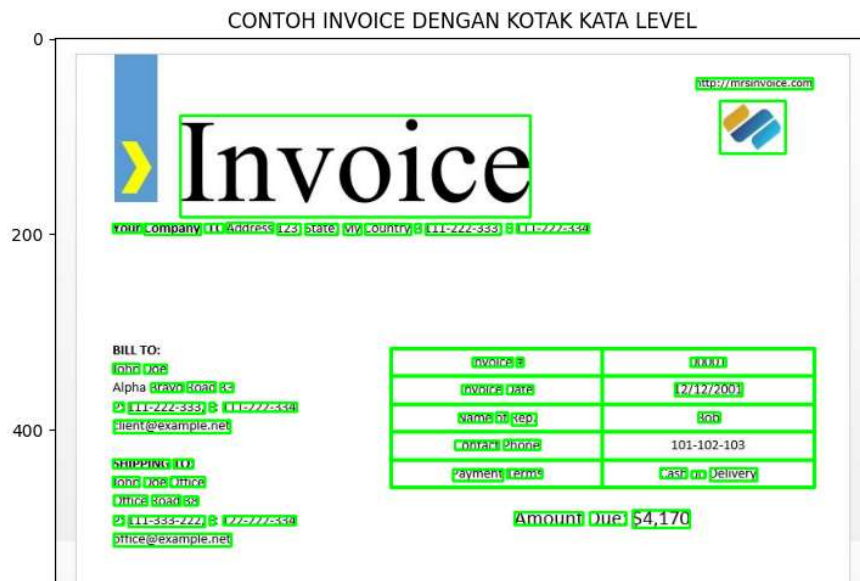 CONTOH INVOICE DENGAN KOTAK KATA LEVEL
0
http://mrsinvoice.com
Invoice
200
Your Company LLC Address 123, State, My Country P 111-222-333, F 111-222-334
BILL TO:
John Doe
Alpha Bravo Road 33
P: 111-222-333, F: 111-222-334
client@example.net
SHIPPING TO:
John Doe Office
Office Road 38
P: 111-333-222, F: 122-222-334
office@example.net
400
Invoice # 00001
Invoice Date 12/12/2001
Name of Rep. Bob
Contact Phone 101-102-103
Payment Terms Cash on Delivery
Amount Due: $4,170